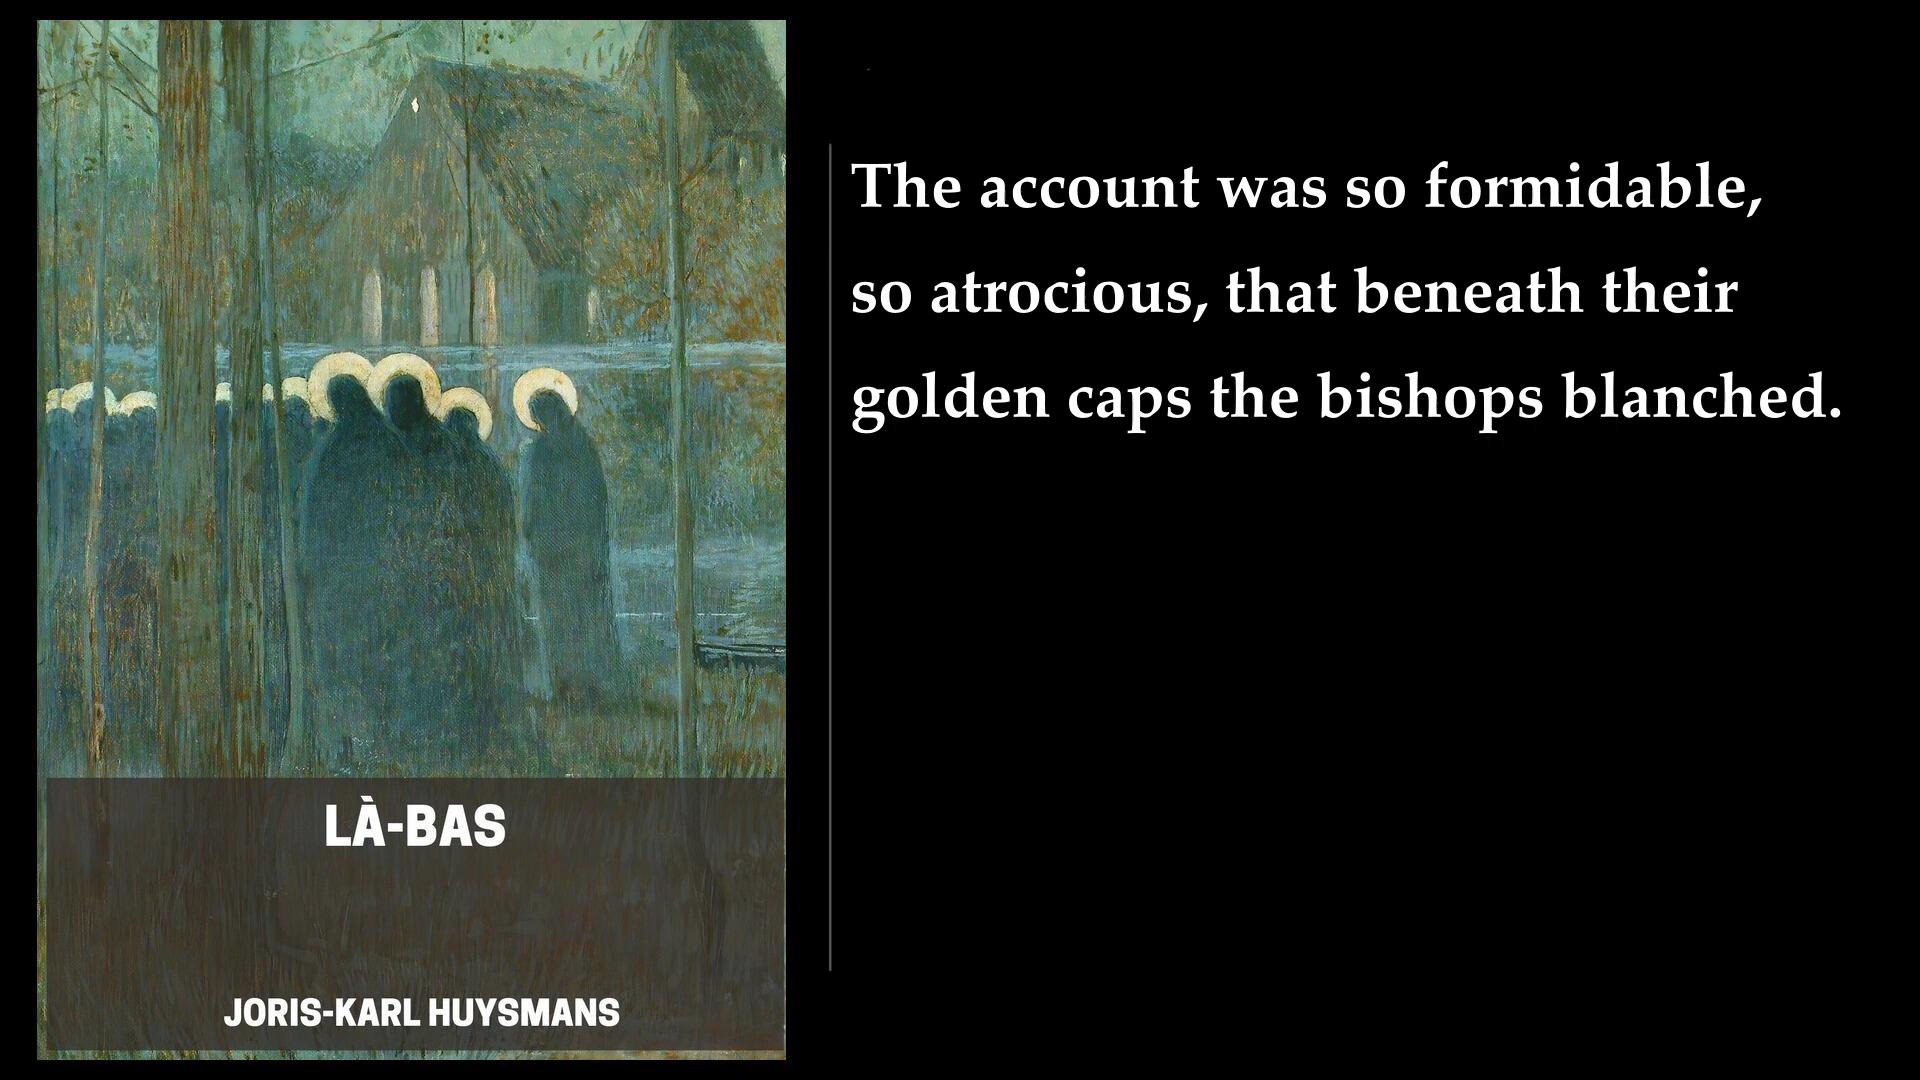 LÀ-BAS
JORIS-KARL HUYSMANS
The account was so formidable,
so atrocious, that beneath their
golden caps the bishops blanched.